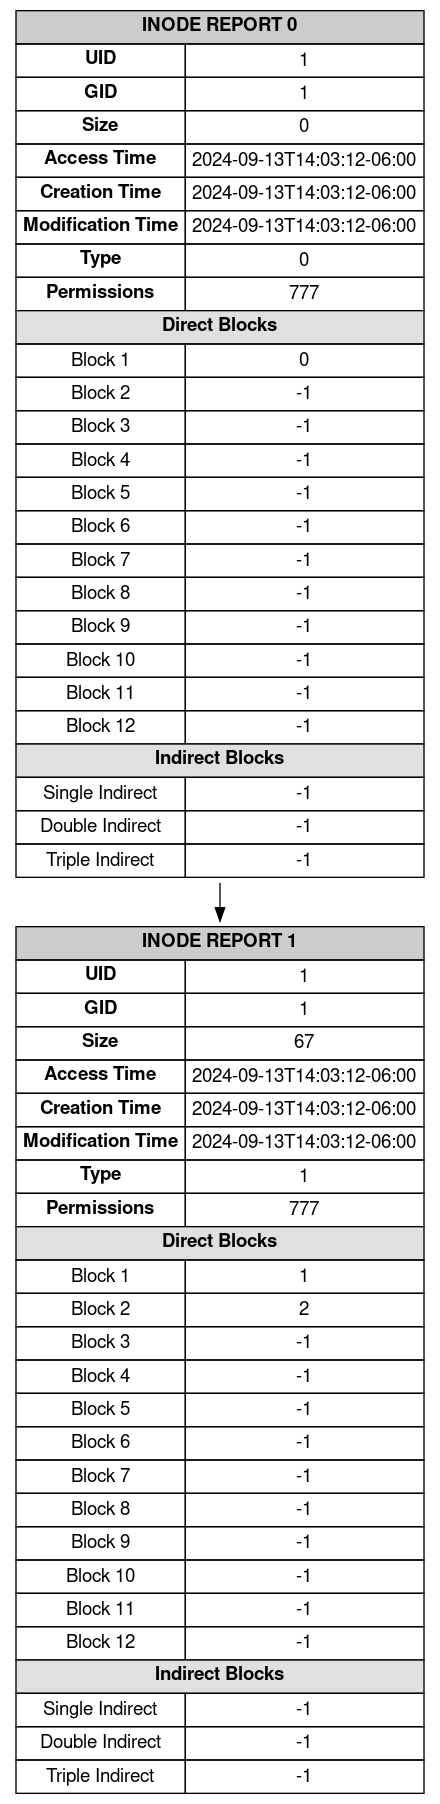 INODE REPORT 0
UID 1
GID 1
Size 0
Access Time 2024-09-13T14:03:12-06:00
Creation Time 2024-09-13T14:03:12-06:00
Modification Time 2024-09-13T14:03:12-06:00
Type 0
Permissions 777
Direct Blocks
Block 1 0
Block 2 -1
Block 3 -1
Block 4 -1
Block 5 -1
Block 6 -1
Block 7 -1
Block 8 -1
Block 9 -1
Block 10 -1
Block 11 -1
Block 12 -1
Indirect Blocks
Single Indirect -1
Double Indirect -1
Triple Indirect -1
INODE REPORT 1
UID 1
GID 1
Size 67
Access Time 2024-09-13T14:03:12-06:00
Creation Time 2024-09-13T14:03:12-06:00
Modification Time 2024-09-13T14:03:12-06:00
Type 1
Permissions 777
Direct Blocks
Block 1 1
Block 2 2
Block 3 -1
Block 4 -1
Block 5 -1
Block 6 -1
Block 7 -1
Block 8 -1
Block 9 -1
Block 10 -1
Block 11 -1
Block 12 -1
Indirect Blocks
Single Indirect -1
Double Indirect -1
Triple Indirect -1